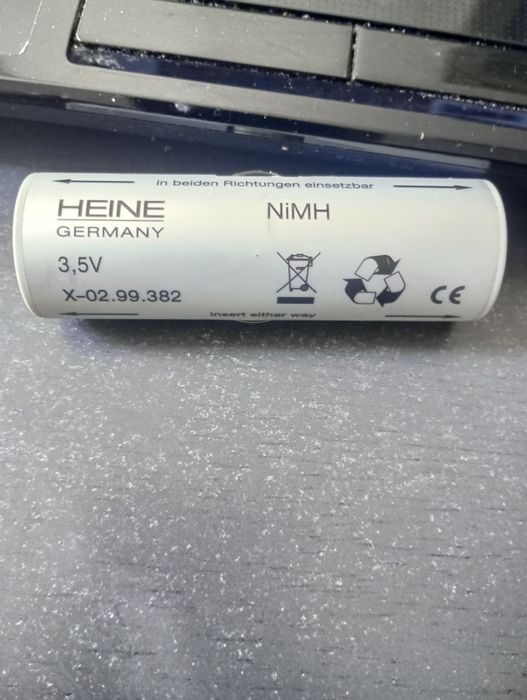 in beiden Richtungen einsetzbar
HEINE
GERMANY
NiMH
3,5V
X-02.99.382
CE
insert either way